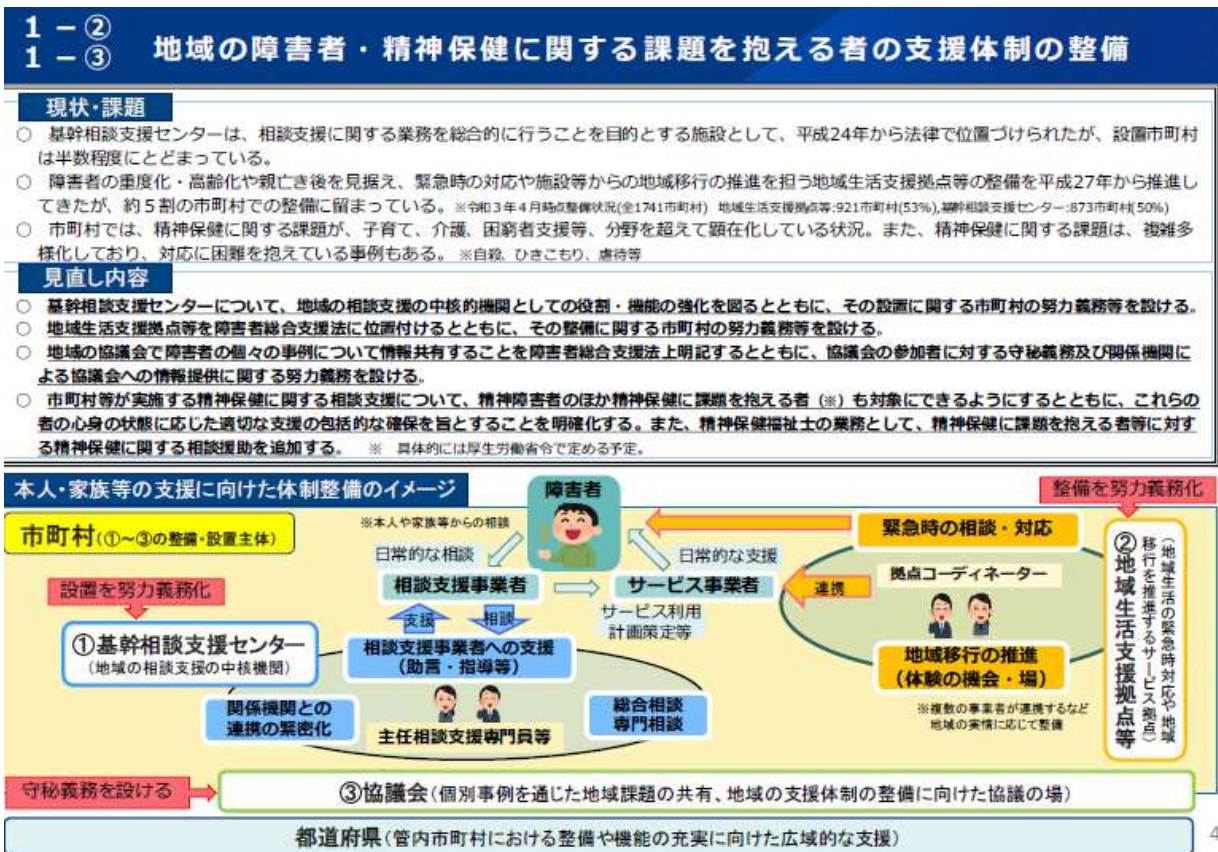 1－②
1－③
地域の障害者・精神保健に関する課題を抱える者の支援体制の整備
現状・課題
○ 基幹相談支援センターは、相談支援に関する業務を総合的に行うことを目的とする施設として、平成24年から法律で位置づけられたが、設置市町村
は半数程度にとどまっている。
○ 障害者の重度化・高齢化や親亡き後を見据え、緊急時の対応や施設等からの地域移行の推進を担う地域生活支援拠点等の整備を平成27年から推進し
てきたが、約５割の市町村での整備に留まっている。※令和３年４月時点整備状況(全1741市町村) 地域生活支援拠点等:921市町村(53%),基幹相談支援センター:873市町村(50%)
○ 市町村では、精神保健に関する課題が、子育て、介護、困窮者支援等、分野を超えて顕在化している状況。また、精神保健に関する課題は、複雑多
様化しており、対応に困難を抱えている事例もある。 ※自殺、ひきこもり、虐待等
見直し内容
○ 基幹相談支援センターについて、地域の相談支援の中核的機関としての役割・機能の強化を図るとともに、その設置に関する市町村の努力義務等を設ける。
○ 地域生活支援拠点等を障害者総合支援法に位置付けるとともに、その整備に関する市町村の努力義務等を設ける。
○ 地域の協議会で障害者の個々の事例について情報共有することを障害者総合支援法上明記するとともに、協議会の参加者に対する守秘義務及び関係機関に
よる協議会への情報提供に関する努力義務を設ける。
○ 市町村等が実施する精神保健に関する相談支援について、精神障害者のほか精神保健に課題を抱える者（※）も対象にできるようにするとともに、これらの
者の心身の状態に応じた適切な支援の包括的な確保を旨とすることを明確化する。また、精神保健福祉士の業務として、精神保健に課題を抱える者等に対す
る精神保健に関する相談援助を追加する。 ※ 具体的には厚生労働省令で定める予定。
本人・家族等の支援に向けた体制整備のイメージ
障害者
整備を努力義務化
市町村(①～③の整備・設置主体)
※本人や家族等からの相談
緊急時の相談・対応
日常的な相談
日常的な支援
拠点コーディネーター
設置を努力義務化
相談支援事業者
サービス事業者
連携
支援
相談
サービス利用
計画策定等
①基幹相談支援センター
(地域の相談支援の中核機関)
相談支援事業者への支援
(助言・指導等)
地域移行の推進
(体験の機会・場)
②地域生活支援拠点等
(地域生活の緊急時対応や地域
移行を推進するサービス拠点)
関係機関との
連携の緊密化
主任相談支援専門員等
総合相談
専門相談
※複数の事業者が連携するなど
地域の実情に応じて整備
守秘義務を設ける
③協議会(個別事例を通じた地域課題の共有、地域の支援体制の整備に向けた協議の場)
都道府県(管内市町村における整備や機能の充実に向けた広域的な支援)
4